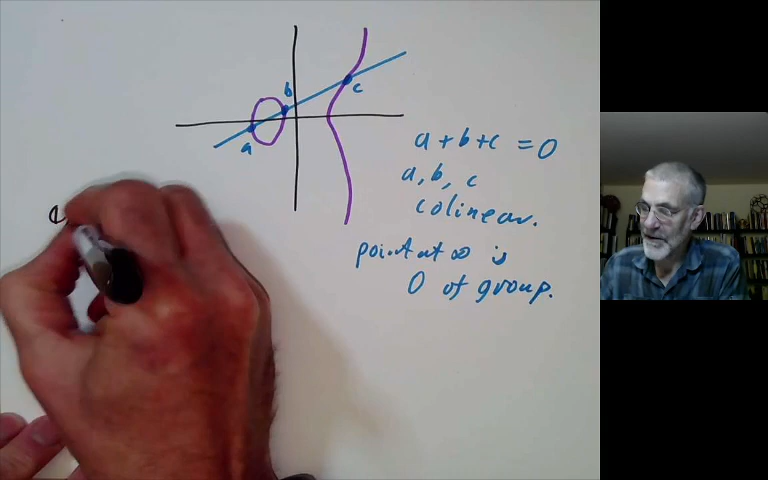 b
c
a
a + b + c = 0
a, b, c
colinear.
point at ∞ is
0 of group.